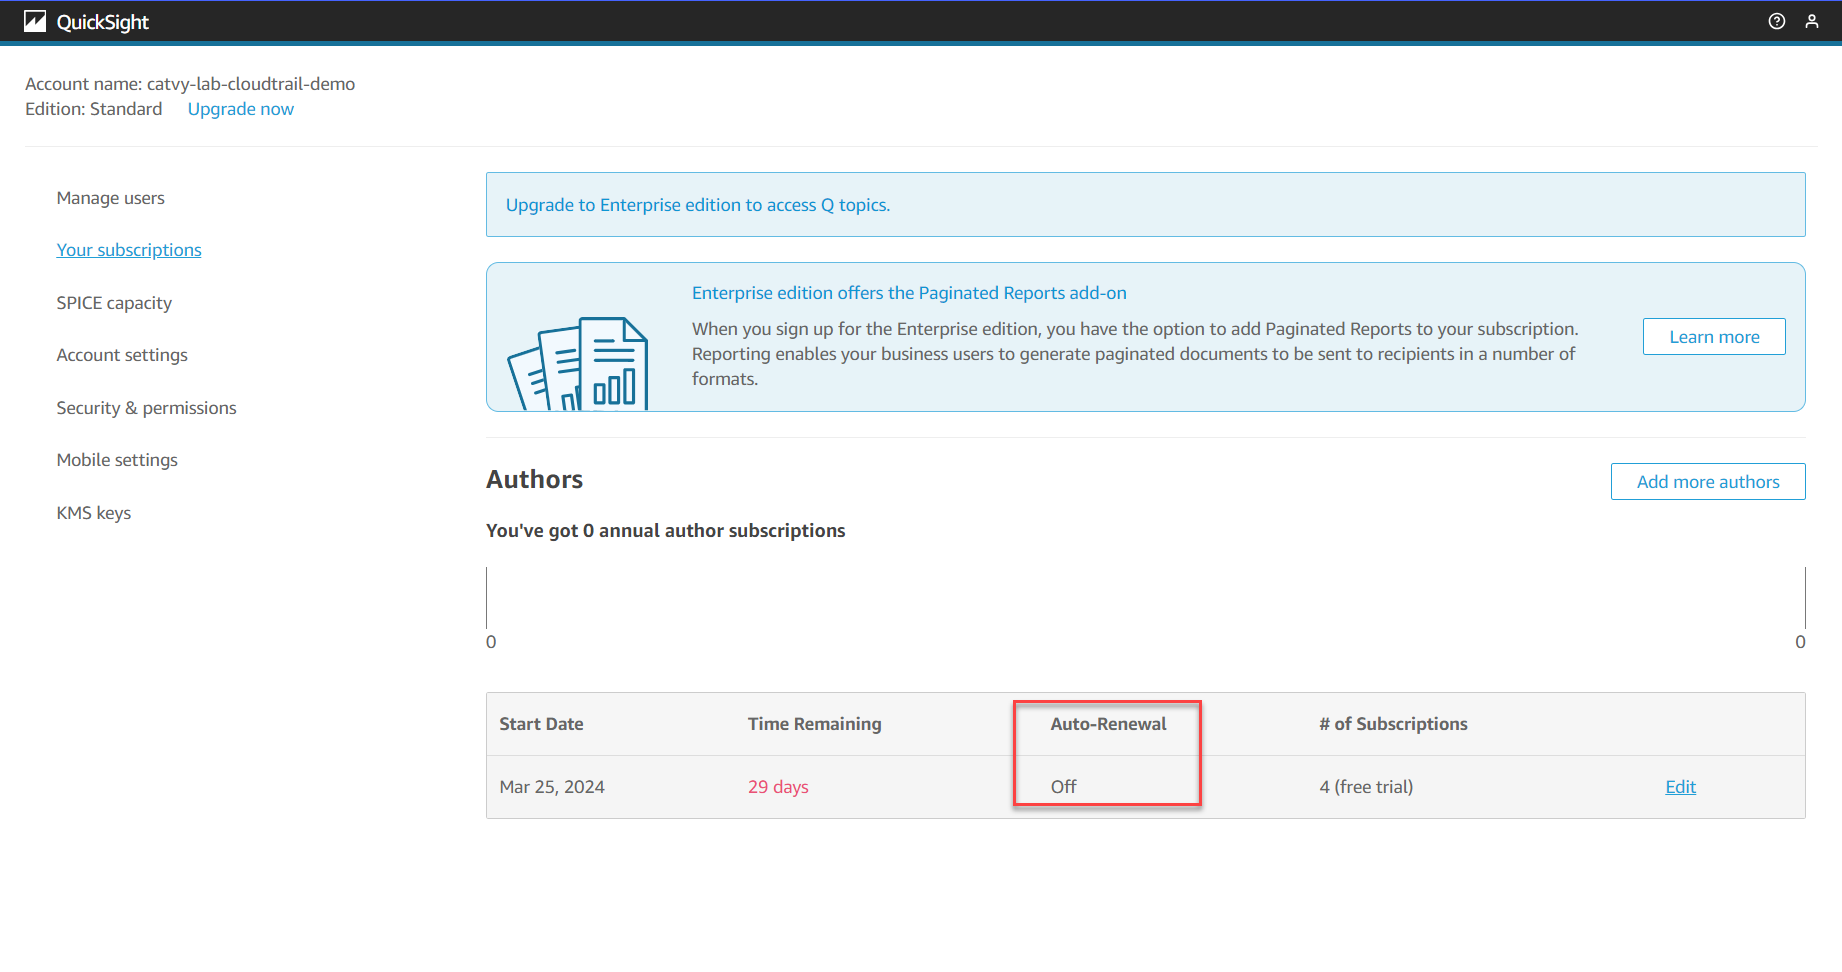 QuickSight
Account name: catvy-lab-cloudtrail-demo
Edition: Standard Upgrade now
Manage users
Your subscriptions
SPICE capacity
Account settings
Security & permissions
Mobile settings
KMS keys
Upgrade to Enterprise edition to access Q topics.
Enterprise edition offers the Paginated Reports add-on
When you sign up for the Enterprise edition, you have the option to add Paginated Reports to your subscription.
Reporting enables your business users to generate paginated documents to be sent to recipients in a number of
formats.
Learn more
Authors
Add more authors
You've got 0 annual author subscriptions
0 0
Start Date Time Remaining Auto-Renewal # of Subscriptions
Mar 25, 2024 29 days Off 4 (free trial) Edit